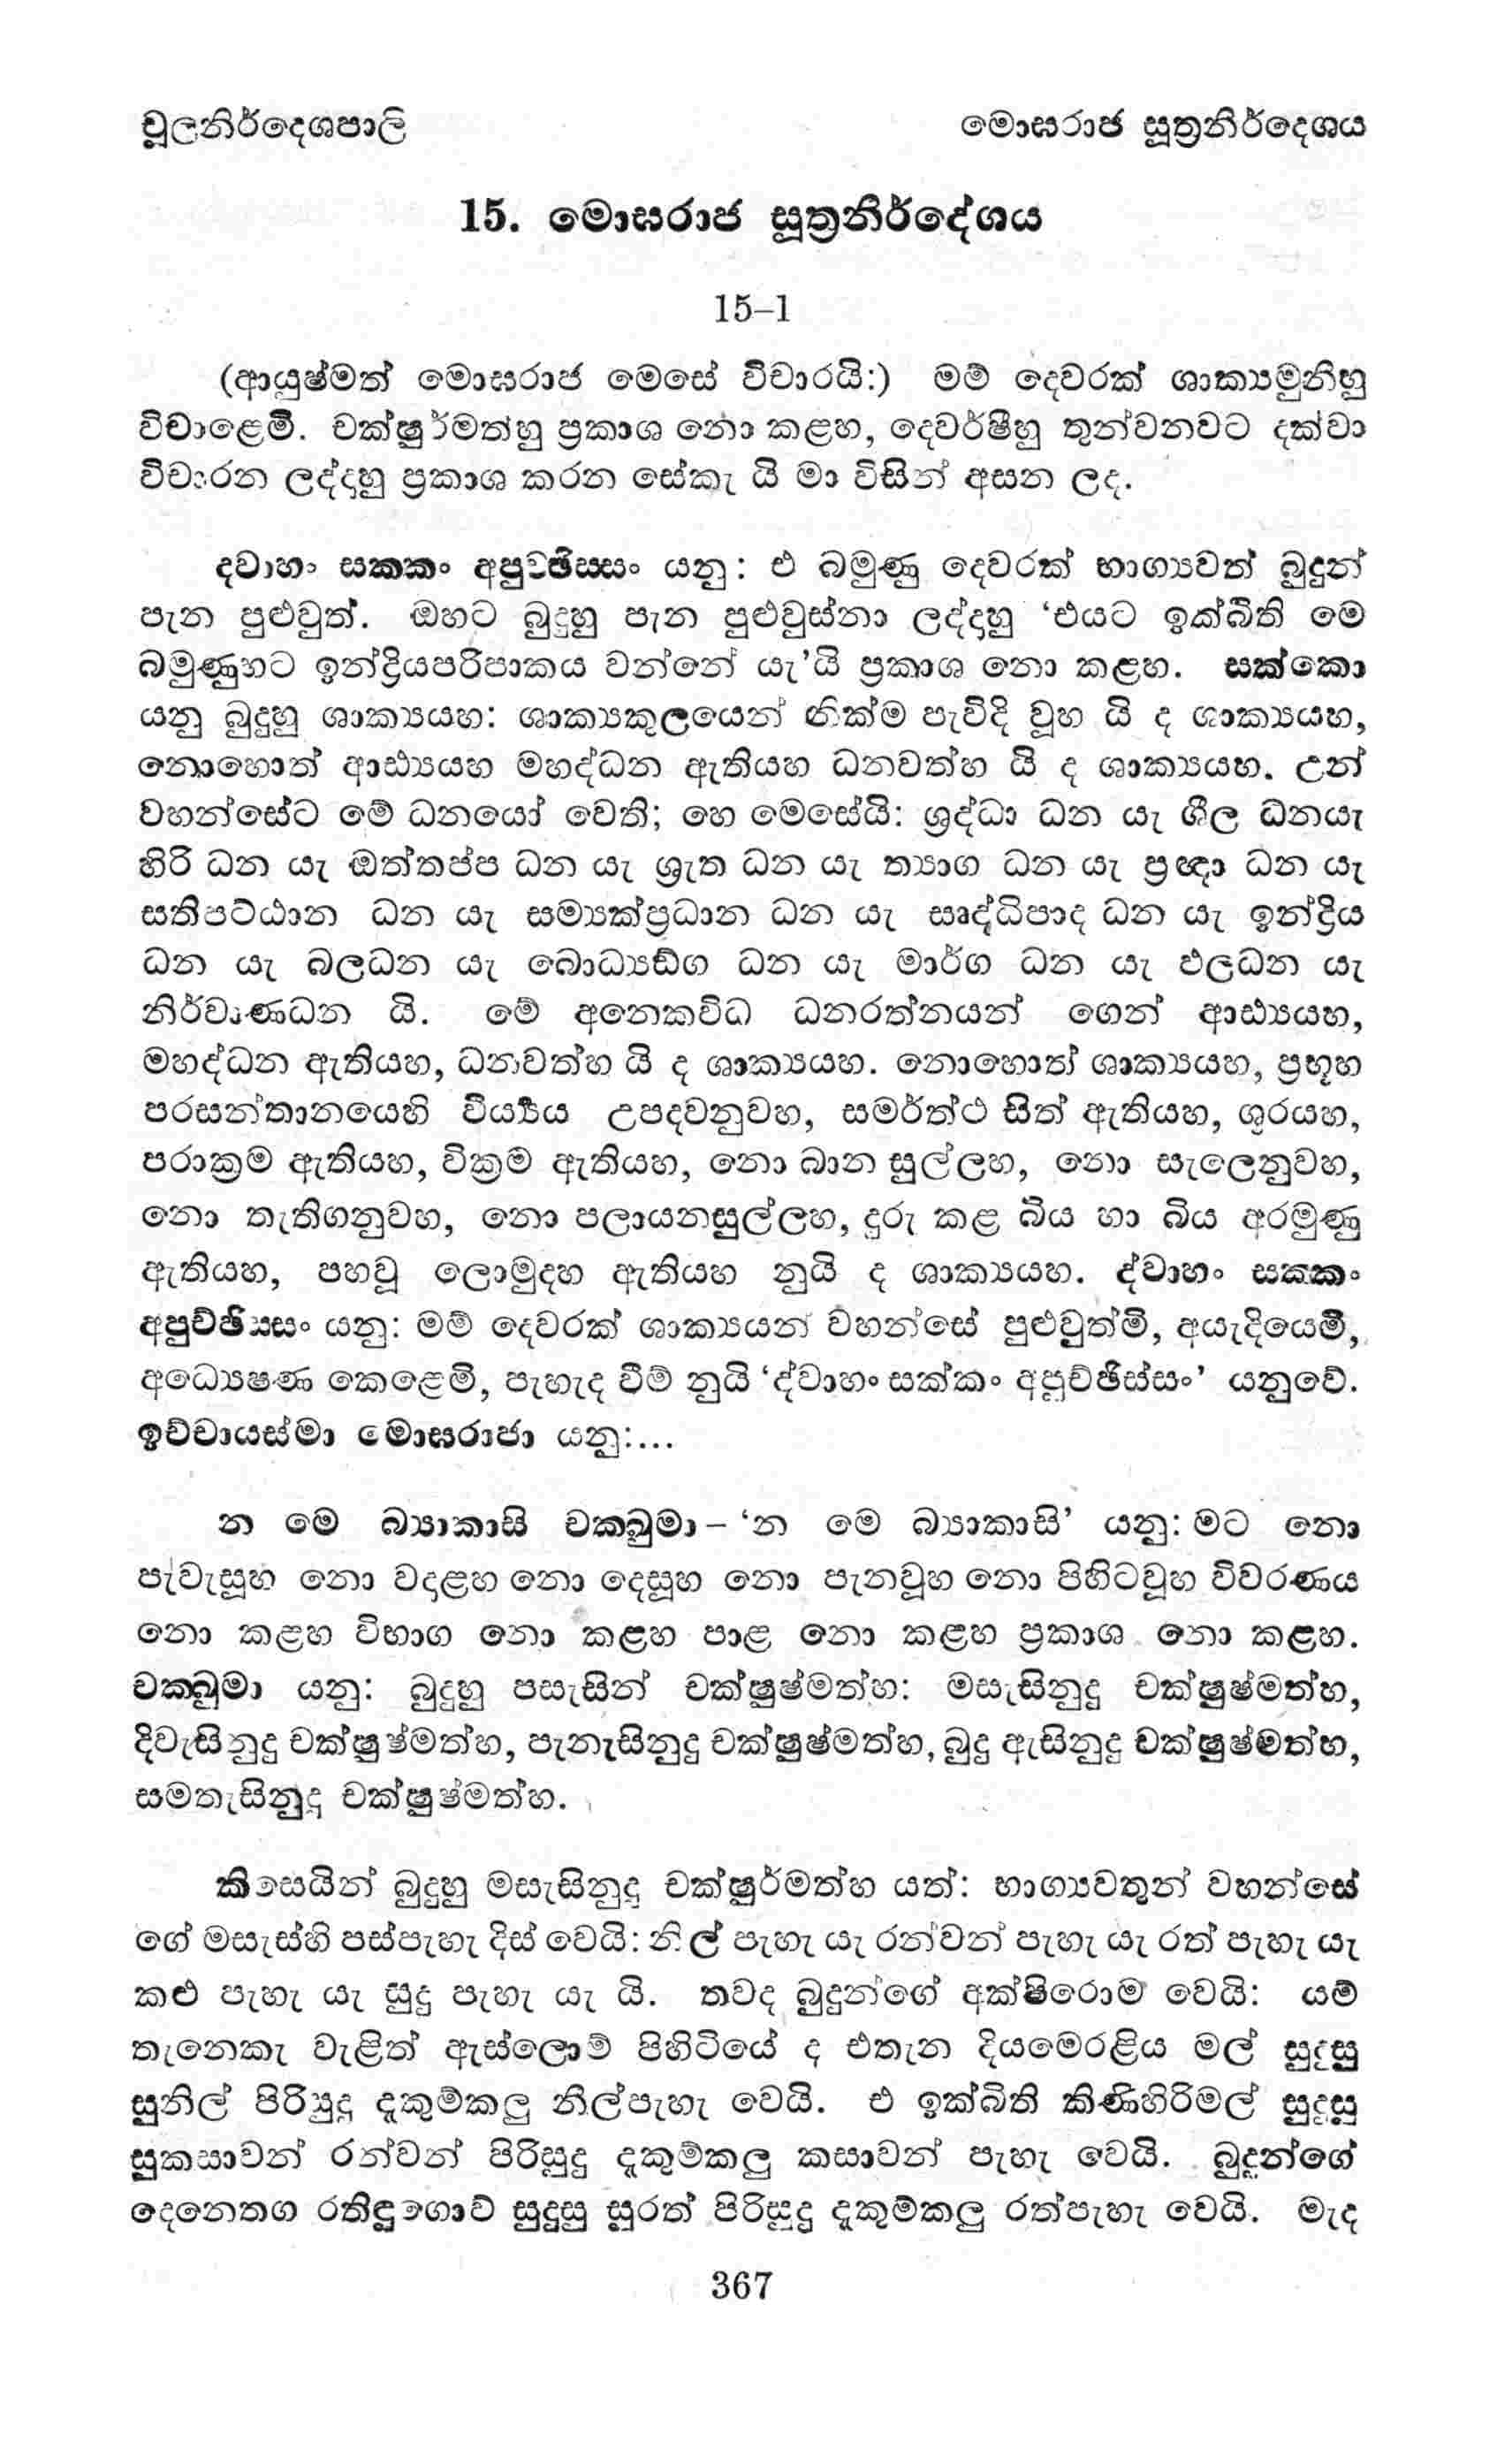 චූලනිර්දෙශපාලි මොඝරාජ සූත්‍රනිර්දෙශය
15. මොඝරාජ සූත්‍රනිර්දේශය
15–1
(ආයුෂ්මත් මොඝරාජ මෙසේ විචාරයි:) මම් දෙවරක් ශාක්‍යමුනිහු
විචාළෙමි. චක්ෂුර්මත්හු ප්‍රකාශ නො කළහ, දෙවර්ෂීහු තුන්වනවට දක්වා
විචාරන ලද්දහු ප්‍රකාශ කරන සේකැ යි මා විසින් අසන ලද.
ද්වාහං සක්කං අපුච්ඡිස්සං යනු: එ බමුණු දෙවරක් භාග්‍යවත් බුදුන්
පැන පුළුවුත්. ඔහට බුදුහු පැන පුළුවුස්නා ලද්දහු ‘එයට ඉක්බිති මෙ
බමුණුහට ඉන්ද්‍රියපරිපාකය වන්නේ යැ’යි ප්‍රකාශ නො කළහ. සක්කො
යනු බුදුහු ශාක්‍යයහ: ශාක්‍යකුලයෙන් නික්ම පැවිදි වූහ යි ද ශාක්‍යයහ,
නොහොත් ආඪ්‍යයහ මහද්ධන ඇතියහ ධනවත්හ යි ද ශාක්‍යයහ. උන්
වහන්සේට මේ ධනයෝ වෙති; හෙ මෙසේයි: ශ්‍රද්ධා ධන යැ ශීල ධනයැ
හිරි ධන යැ ඔත්තප්ප ධන යැ ශ්‍රැත ධන යැ ත්‍යාග ධන යැ ප්‍රඥා ධන යැ
සතිපට්ඨාන ධන යැ සම්‍යක්ප්‍රධාන ධන යැ ඍද්ධිපාද ධන යැ ඉන්ද්‍රිය
ධන යැ බලධන යැ බොධ්‍යඞ්ග ධන යැ මාර්ග ධන යැ ඵලධන යැ
නිර්වාණධන යි. මේ අනෙකවිධ ධනරත්නයන් ගෙන් ආඪ්‍යයහ,
මහද්ධන ඇතියහ, ධනවත්හ යි ද ශාක්‍යයහ. නොහොත් ශාක්‍යයහ, ප්‍රභූහ
පරසන්තානයෙහි වීර්‍ය්‍යය උපදවනුවහ, සමර්ත්ථ සිත් ඇතියහ, ශූරයහ,
පරාක්‍රම ඇතියහ, වික්‍රම ඇතියහ, නො බාන සුල්ලහ, නො සැලෙනුවහ,
නො තැතිගනුවහ, නො පලායනසුල්ලහ, දුරු කළ බිය හා බිය අරමුණු
ඇතියහ, පහවූ ලොමුදහ ඇතියහ නුයි ද ශාක්‍යයහ. ද්වාහං සක්කං
අපුච්ඡිස්සං යනු: මම් දෙවරක් ශාක්‍යයන් වහන්සේ පුළුවුත්මි, අයැදියෙමි,
අධ්‍යෙෂණ කෙළෙමි, පැහැද වීම් නුයි ‘ද්වාහං සක්කං අපුච්ඡිස්සං’ යනුවේ.
ඉච්චායස්මා මොඝරාජා යනු:...
න මෙ බ්‍යාකාසි චක්ඛුමා – ‘න මෙ බ්‍යාකාසි’ යනු: මට නො
පැවැසූහ නො වදාළහ නො දෙසූහ නො පැනවූහ නො පිහිටවූහ විවරණය
නො කළහ විභාග නො කළහ පාළ නො කළහ ප්‍රකාශ නො කළහ.
චක්ඛුමා යනු: බුදුහු පසැසින් චක්ෂුෂ්මත්හ: මසැසිනුදු චක්ෂුෂ්මත්හ,
දිවැසිනුදු චක්ෂුෂ්මත්හ, පැනැසිනුදු චක්ෂුෂ්මත්හ, බුදු ඇසිනුදු චක්ෂුෂ්මත්හ,
සමතැසිනුදු චක්ෂුෂ්මත්හ.
කිසෙයින් බුදුහු මසැසිනුදු චක්ෂුර්මත්හ යත්: භාග්‍යවතුන් වහන්සේ
ගේ මසැස්හි පස්පැහැ දිස් වෙයි: නිල් පැහැ යැ රන්වන් පැහැ යැ රත් පැහැ යැ
කළු පැහැ යැ සුදු පැහැ යැ යි. තවද බුදුන්ගේ අක්ෂිරොම වෙයි: යම්
තැනෙකැ වැළිත් ඇස්ලොම් පිහිටියේ ද එතැන දියමෙරළිය මල් සුදුසු
සුනිල් පිරිසුදු දැකුම්කලු නිල්පැහැ වෙයි. එ ඉක්බිති කිණිහිරිමල් සුදුසු
සුකසාවන් රන්වන් පිරිසුදු දැකුම්කලු කසාවන් පැහැ වෙයි. බුදුන්ගේ
දෙනෙතග රතිඳුගොව් සුදුසු සුරත් පිරිසුදු දැකුම්කලු රත්පැහැ වෙයි. මැද
367